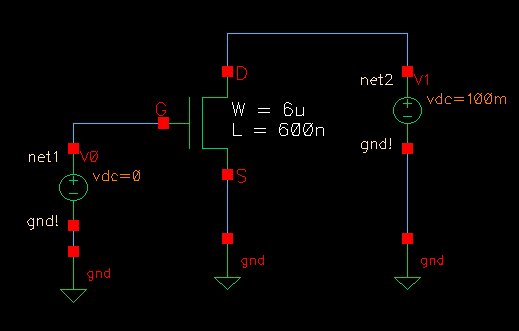 D
net2
V1
vdc=100m
G
W = 6u
L = 600n
gnd!
net1
V0
vdc=0
S
gnd!
gnd
gnd
gnd
+
-
+
-